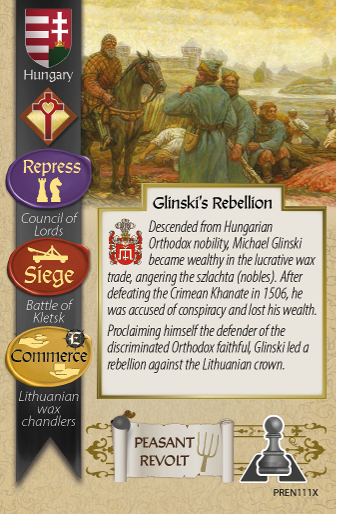 Hungary
Repress
Council of
Lords
Siege
Battle of
Kletsk
E
Commerce
Lithuanian
wax
chandlers
Glinski's Rebellion
Descended from Hungarian
Orthodox nobility, Michael Glinski
became wealthy in the lucrative wax
trade, angering the szlachta (nobles). After
defeating the Crimean Khanate in 1506, he
was accused of conspiracy and lost his wealth.
Proclaiming himself the defender of the
discriminated Orthodox faithful, Glinski led a
rebellion against the Lithuanian crown.
PEASANT
REVOLT
PREN111X